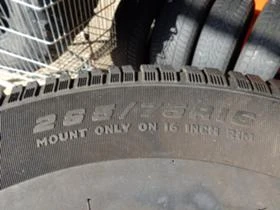 265/75R16
MOUNT ONLY ON 16 INCH RIM